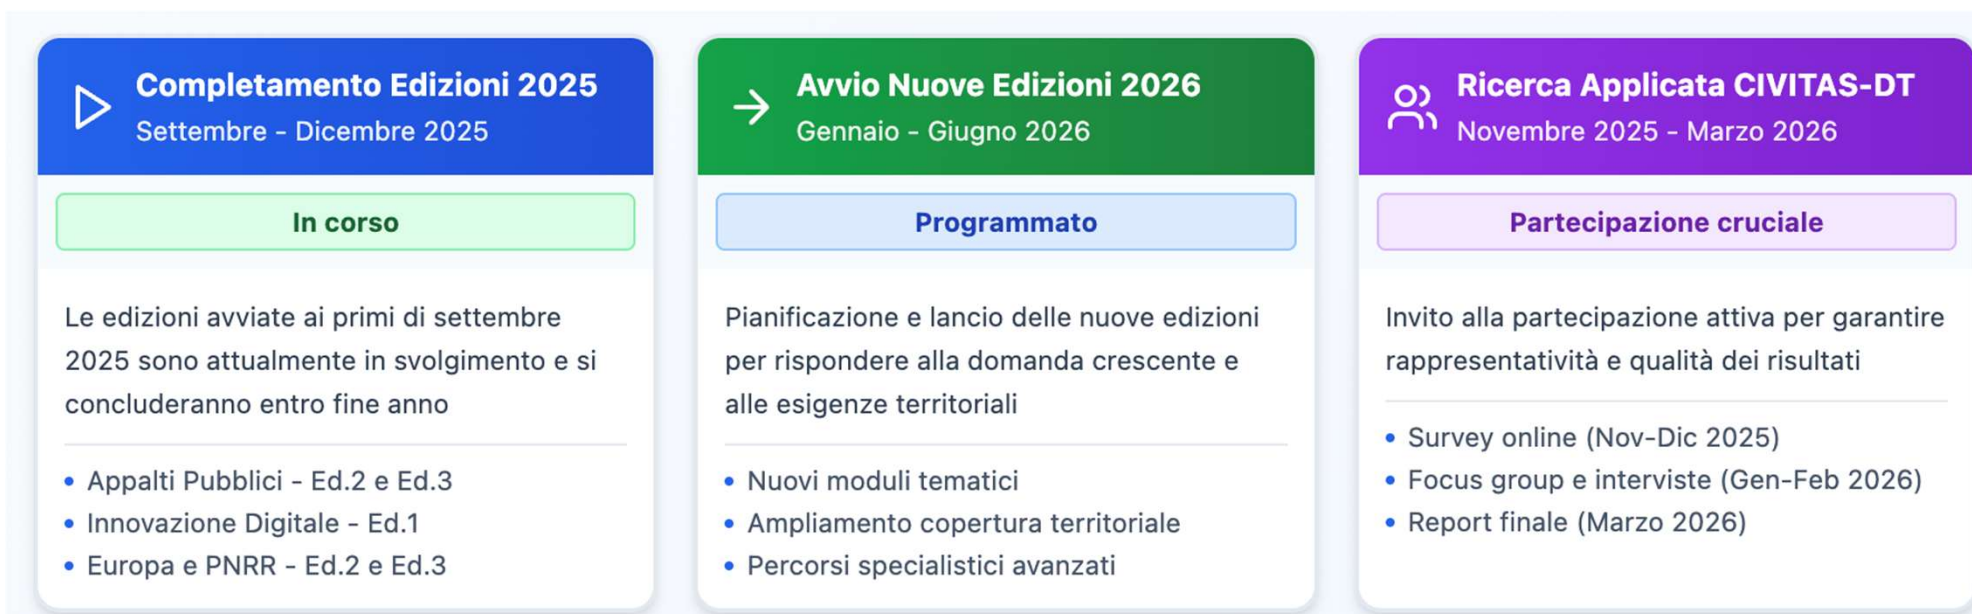 Completamento Edizioni 2025
Settembre - Dicembre 2025
In corso
Le edizioni avviate ai primi di settembre
2025 sono attualmente in svolgimento e si
concluderanno entro fine anno
• Appalti Pubblici - Ed.2 e Ed.3
• Innovazione Digitale - Ed.1
• Europa e PNRR - Ed.2 e Ed.3
Avvio Nuove Edizioni 2026
Gennaio - Giugno 2026
Programmato
Pianificazione e lancio delle nuove edizioni
per rispondere alla domanda crescente e
alle esigenze territoriali
• Nuovi moduli tematici
• Ampliamento copertura territoriale
• Percorsi specialistici avanzati
Ricerca Applicata CIVITAS-DT
Novembre 2025 - Marzo 2026
Partecipazione cruciale
Invito alla partecipazione attiva per garantire
rappresentatività e qualità dei risultati
• Survey online (Nov-Dic 2025)
• Focus group e interviste (Gen-Feb 2026)
• Report finale (Marzo 2026)